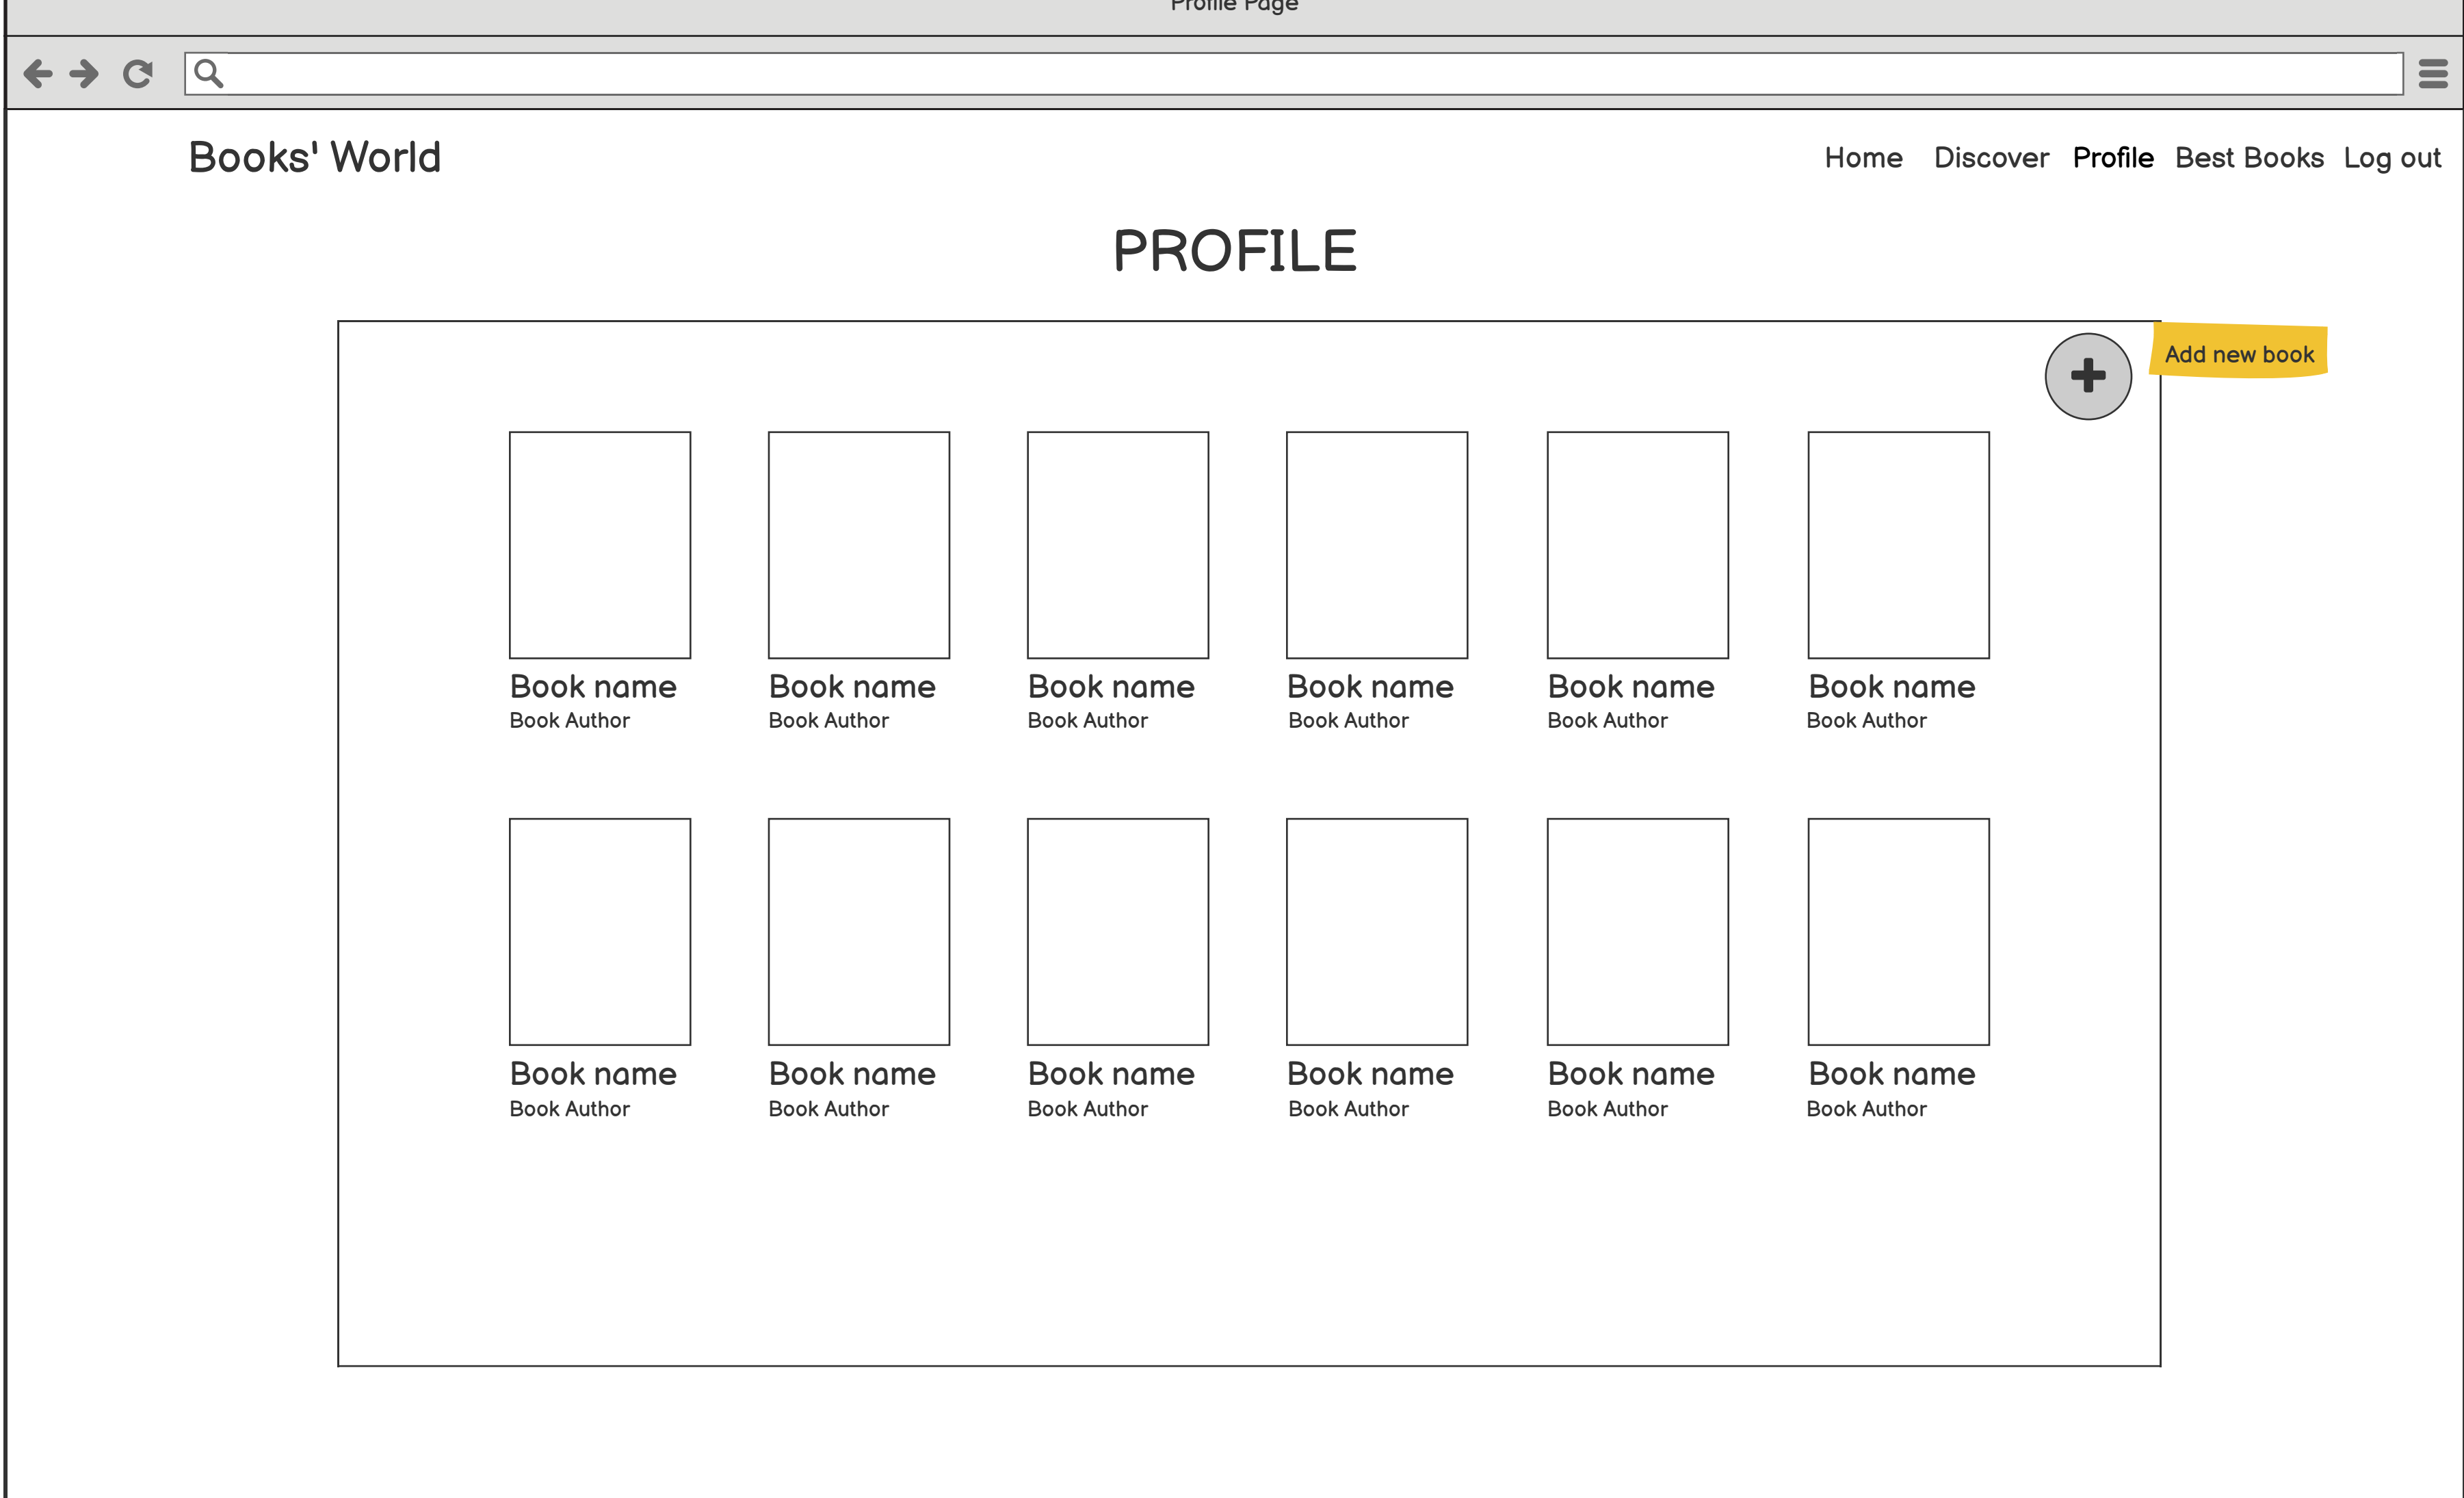 Profile Page
Books' World
Home Discover Profile Best Books Log out
PROFILE
Add new book
Book name Book name Book name Book name Book name Book name
Book Author Book Author Book Author Book Author Book Author Book Author
Book name Book name Book name Book name Book name Book name
Book Author Book Author Book Author Book Author Book Author Book Author